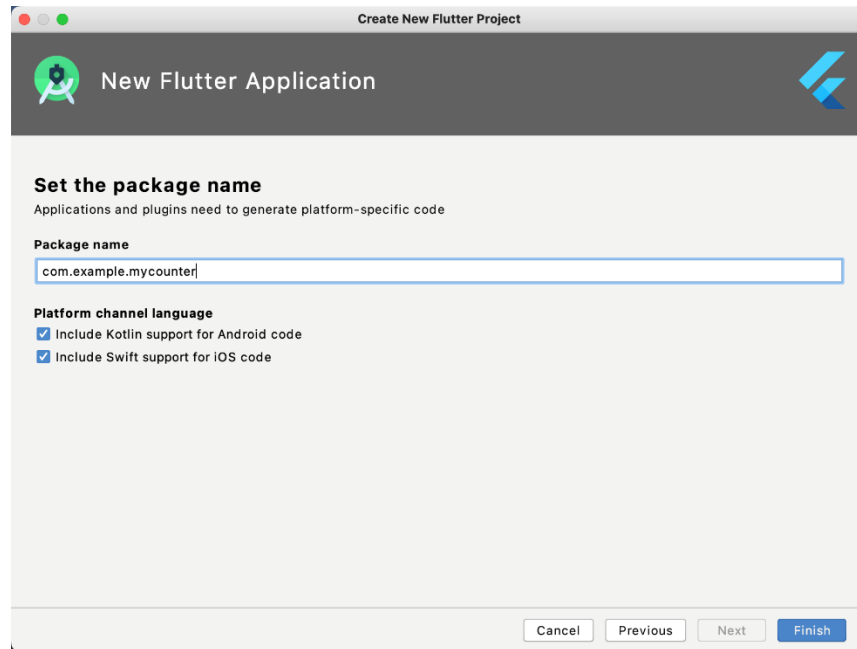 Create New Flutter Project
New Flutter Application
Set the package name
Applications and plugins need to generate platform-specific code
Package name
com.example.mycounter
Platform channel language
Include Kotlin support for Android code
Include Swift support for iOS code
Cancel Previous Next Finish